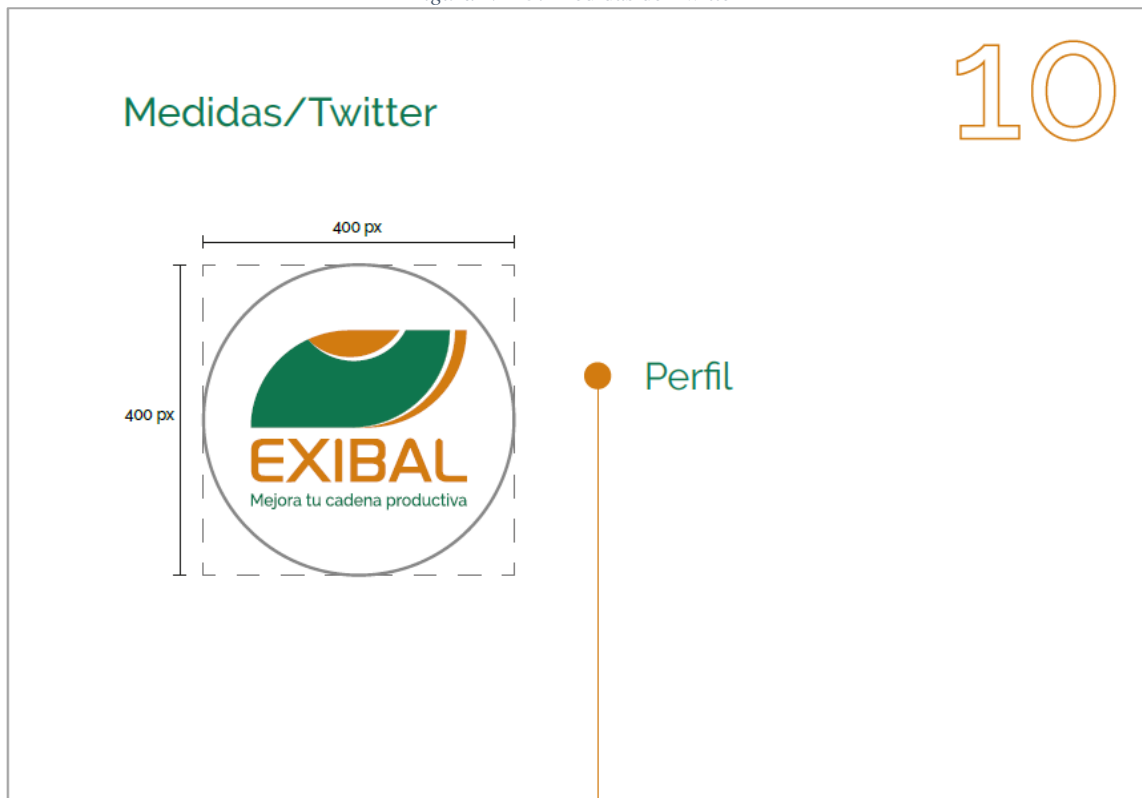 10
Medidas/Twitter
400 px
400 px
EXIBAL
Mejora tu cadena productiva
Perfil